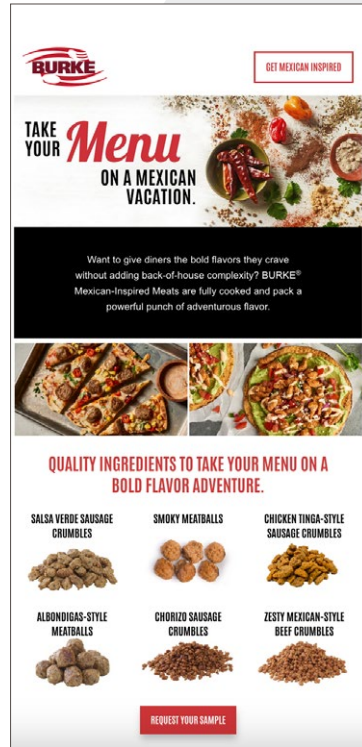 BURKE
GET MEXICAN INSPIRED
TAKE
YOUR Menu
ON A MEXICAN
VACATION.
Want to give diners the bold flavors they crave
without adding back-of-house complexity? BURKE®
Mexican-Inspired Meats are fully cooked and pack a
powerful punch of adventurous flavor.
QUALITY INGREDIENTS TO TAKE YOUR MENU ON A
BOLD FLAVOR ADVENTURE.
SALSA VERDE SAUSAGE
CRUMBLES
SMOKY MEATBALLS
CHICKEN TINGA-STYLE
SAUSAGE CRUMBLES
ALBONDIGAS-STYLE
MEATBALLS
CHORIZO SAUSAGE
CRUMBLES
ZESTY MEXICAN-STYLE
BEEF CRUMBLES
REQUEST YOUR SAMPLE